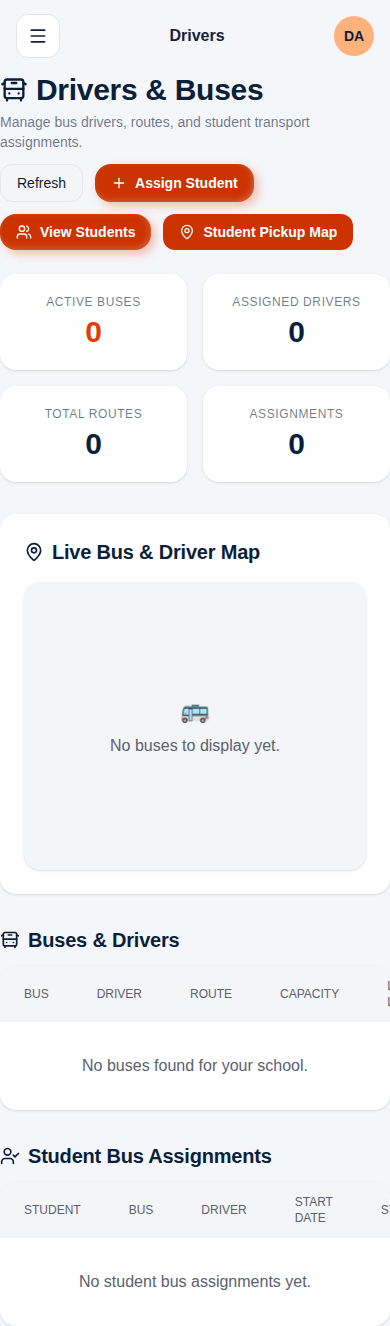 Drivers
DA
Drivers & Buses
Manage bus drivers, routes, and student transport
assignments.
Refresh
Assign Student
View Students
Student Pickup Map
ACTIVE BUSES
0
ASSIGNED DRIVERS
0
TOTAL ROUTES
0
ASSIGNMENTS
0
Live Bus & Driver Map
No buses to display yet.
Buses & Drivers
BUS DRIVER ROUTE CAPACITY
No buses found for your school.
Student Bus Assignments
STUDENT BUS DRIVER START
DATE
No student bus assignments yet.